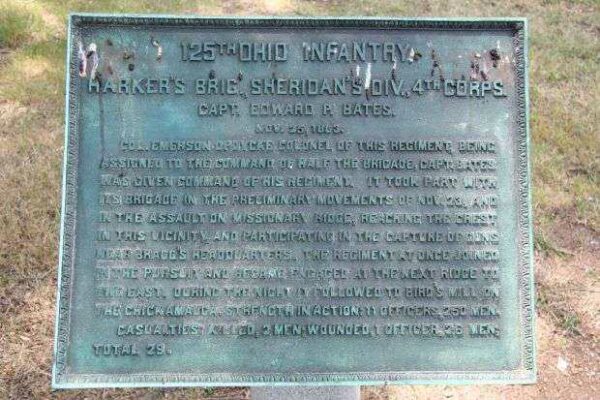 125TH OHIO INFANTRY
HARKER'S BRIG. SHERIDAN'S DIV., 4TH CORPS.
CAPT. EDWARD P. BATES.
NOV. 25, 1863.
COL. EMERSON OPDYCKE, COLONEL OF THIS REGIMENT, BEING
ASSIGNED TO THE COMMAND OF HALF THE BRIGADE, CAPT. BATES
WAS GIVEN COMMAND OF HIS REGIMENT. IT TOOK PART WITH
ITS BRIGADE IN THE PRELIMINARY MOVEMENTS OF NOV. 23, AND
IN THE ASSAULT ON MISSIONARY RIDGE, REACHING THE CREST
IN THIS VICINITY, AND PARTICIPATING IN THE CAPTURE OF GUNS
NEAR BRAGG'S HEADQUARTERS. THE REGIMENT AT ONCE JOINED
IN THE PURSUIT AND BECAME ENGAGED AT THE NEXT RIDGE TO
THE EAST. DURING THE NIGHT IT FOLLOWED TO BIRD'S MILL ON
THE CHICKAMAUGA. STRENGTH IN ACTION: 11 OFFICERS, 250 MEN.
CASUALTIES: KILLED, 2 MEN; WOUNDED, 1 OFFICER, 26 MEN;
TOTAL 29.